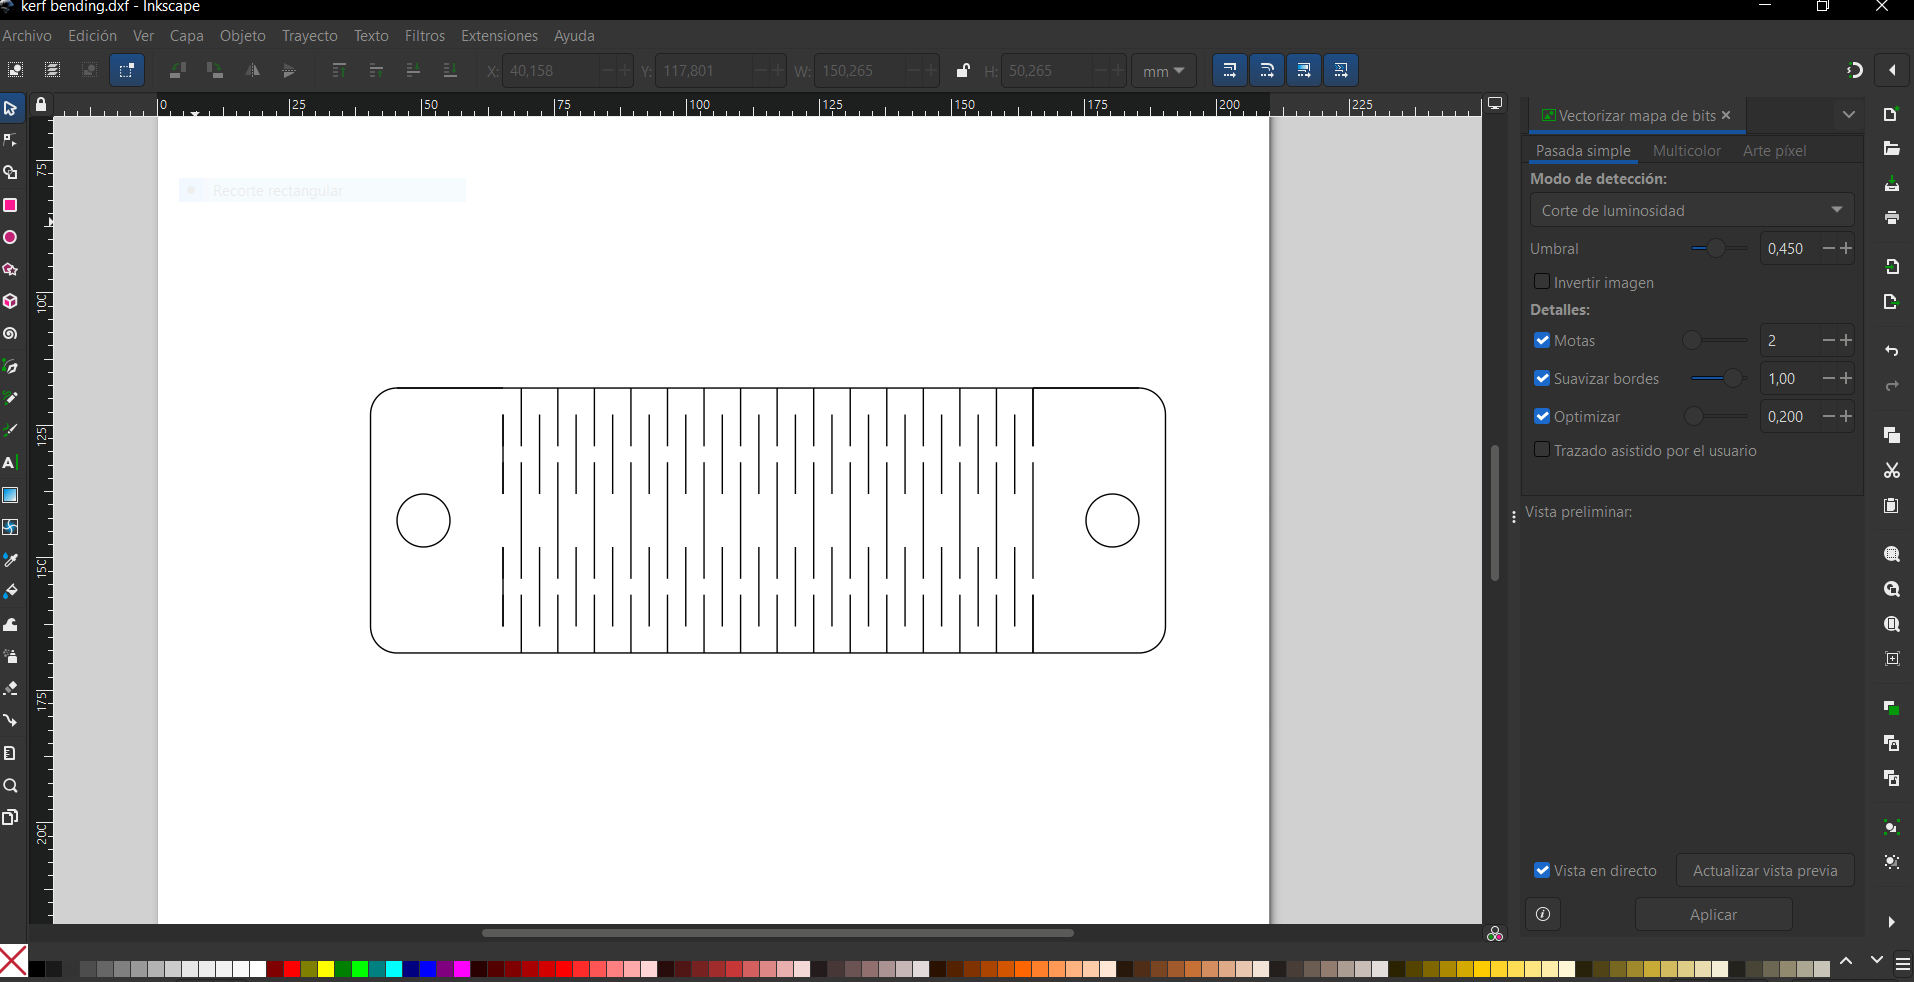 kerf bending.dxf - Inkscape
Archivo Edición Ver Capa Objeto Trayecto Texto Filtros Extensiones Ayuda
X: 40,158 Y: 117,801 W: 150,265 H: 50,265 mm
0 25 50 75 100 125 150 175 200 225
Vectorizar mapa de bits
Pasada simple Multicolor Arte píxel
Modo de detección:
Recorte rectangular
Corte de luminosidad
Umbral 0,450
Invertir imagen
Detalles:
Motas 2
Suavizar bordes 1,00
Optimizar 0,200
Trazado asistido por el usuario
Vista preliminar:
75
100
125
150
175
200
Vista en directo Actualizar vista previa
Aplicar